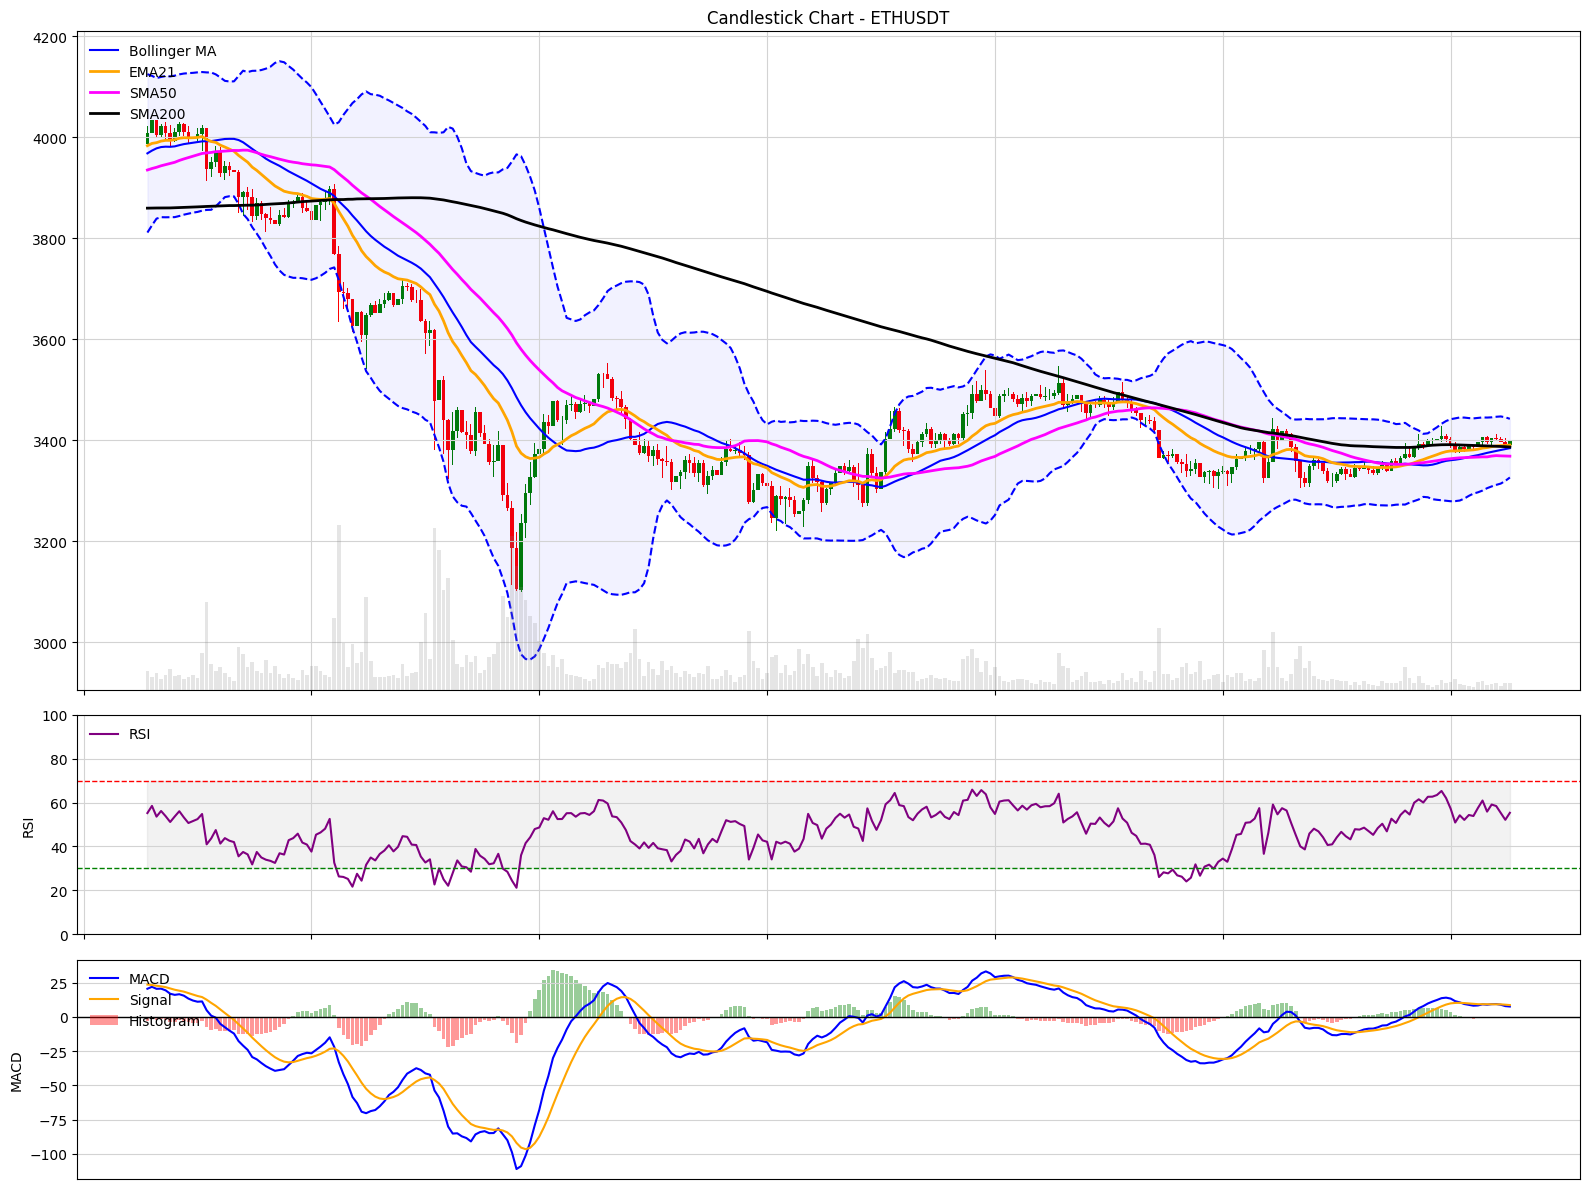 Candlestick Chart - ETHUSDT
4200
4000
3800
3600
3400
3200
3000
Bollinger MA
EMA21
SMA50
SMA200
RSI
100
80
60
40
20
0
RSI
MACD
25
0
−25
−50
−75
−100
MACD
Signal
Histogram